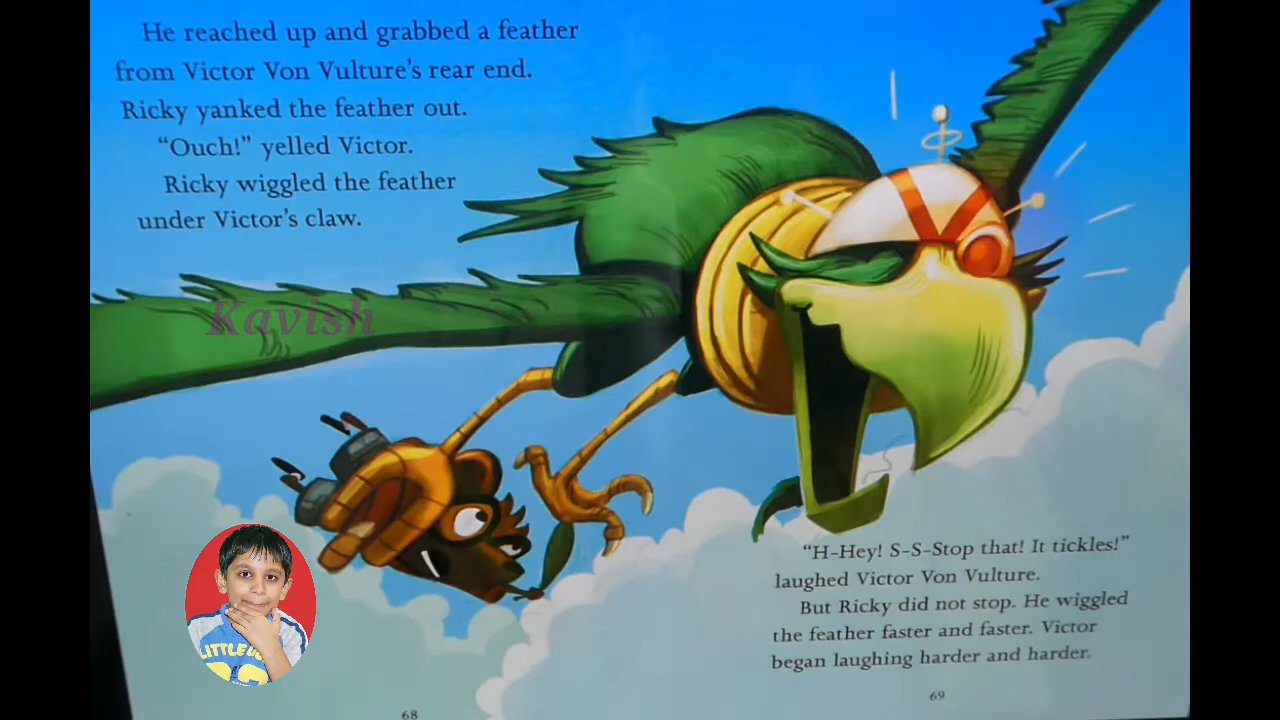 He reached up and grabbed a feather
from Victor Von Vulture's rear end.
Ricky yanked the feather out.
"Ouch!" yelled Victor.
Ricky wiggled the feather
under Victor's claw.
Kavish
LITTLE
68
"H-Hey! S-S-Stop that! It tickles!"
laughed Victor Von Vulture.
But Ricky did not stop. He wiggled
the feather faster and faster. Victor
began laughing harder and harder.
69